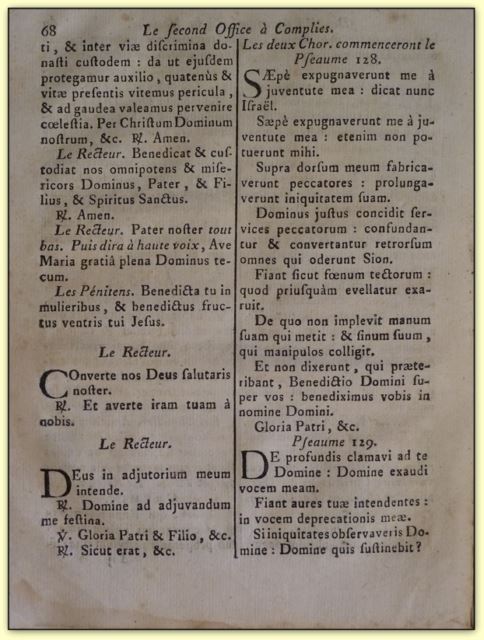 68 Le ſecond Office à Complies.
ti, & inter viæ diſcrimina do-
naſti cuſtodem : da ut ejuſdem
protegamur auxilio, quatenùs &
vitæ preſentis vitemus pericula,
& ad gaudea valeamus pervenire
cœleſtia. Per Chriſtum Dominum
noſtrum, &c. ℟. Amen.
Le Recteur. Benedicat & cuſ-
todiat nos omnipotens & miſe-
ricors Dominus, Pater, & Fi-
lius, & Spiritus Sanctus.
℟. Amen.
Le Recteur. Pater noſter tout
bas. Puis dira à haute voix, Ave
Maria gratiâ plena Dominus te-
cum.
Les Pénitens. Benedicta tu in
mulieribus, & benedictus fruc-
tus ventris tui Jeſus.
Le Recteur.
COnverte nos Deus ſalutaris
noſter.
℟. Et averte iram tuam à
nobis.
Le Recteur.
DEus in adjutorium meum
intende.
℟. Domine ad adjuvandum
me feſtina.
℣. Gloria Patri & Filio, &c.
℟. Sicut erat, &c.
Les deux Chor. commenceront le
Pſeaume 128.
SÆpè expugnaverunt me à
juventute mea : dicat nunc
Iſraël.
Sæpè expugnaverunt me à ju-
ventute mea : etenim non po-
tuerunt mihi.
Supra dorſum meum fabrica-
verunt peccatores : prolunga-
verunt iniquitatem ſuam.
Dominus juſtus concidit ſer-
vices peccatorum : confundan-
tur & convertantur retrorſum
omnes qui oderunt Sion.
Fiant ſicut fœnum tectorum :
quod priuſquàm evellatur exa-
ruit.
De quo non implevit manum
ſuam qui metit : & ſinum ſuum,
qui manipulos colligit.
Et non dixerunt, qui præte-
ribant, Benedictio Domini ſu-
per vos : benediximus vobis in
nomine Domini.
Gloria Patri, &c.
Pſeaume 129.
DE profundis clamavi ad te
Domine : Domine exaudi
vocem meam.
Fiant aures tuæ intendentes :
in vocem deprecationis meæ.
Si iniquitates obſervaveris Do-
mine : Domine quis ſuſtinebit ?